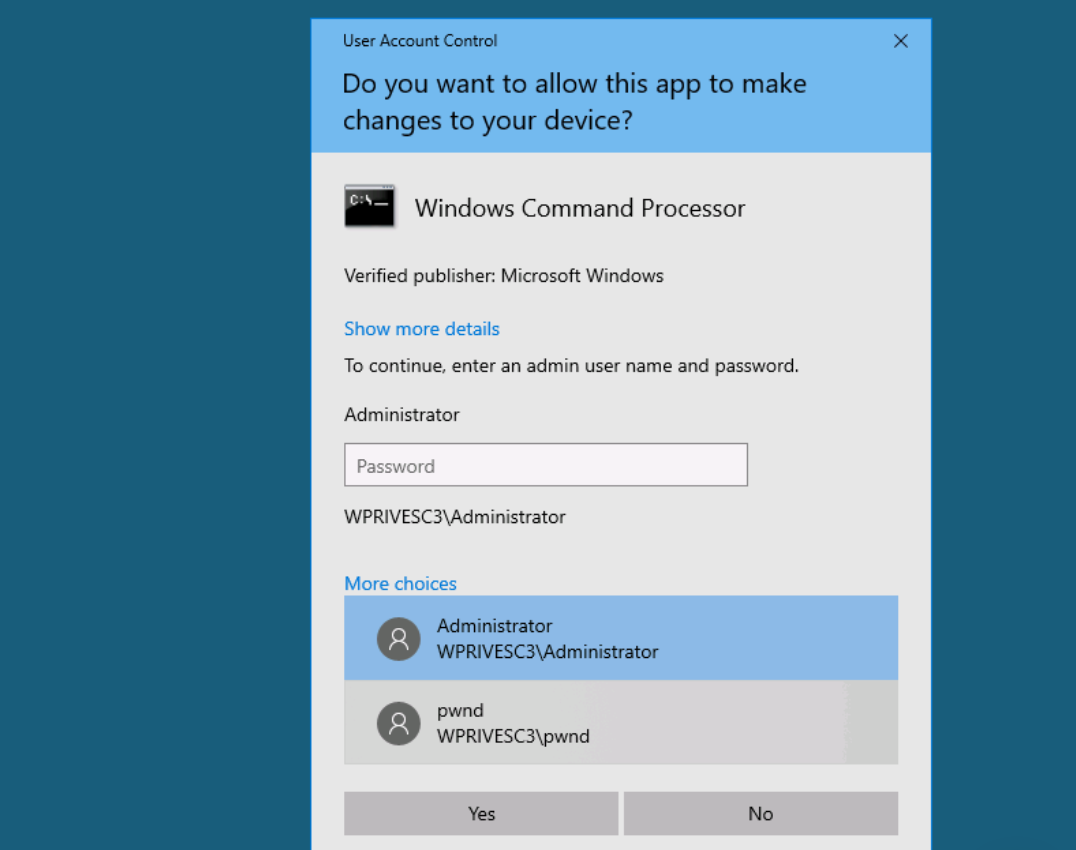 User Account Control
Do you want to allow this app to make
changes to your device?
C:\_
Windows Command Processor
Verified publisher: Microsoft Windows
Show more details
To continue, enter an admin user name and password.
Administrator
Password
WPRIVESC3\Administrator
More choices
Administrator
WPRIVESC3\Administrator
pwnd
WPRIVESC3\pwnd
Yes
No